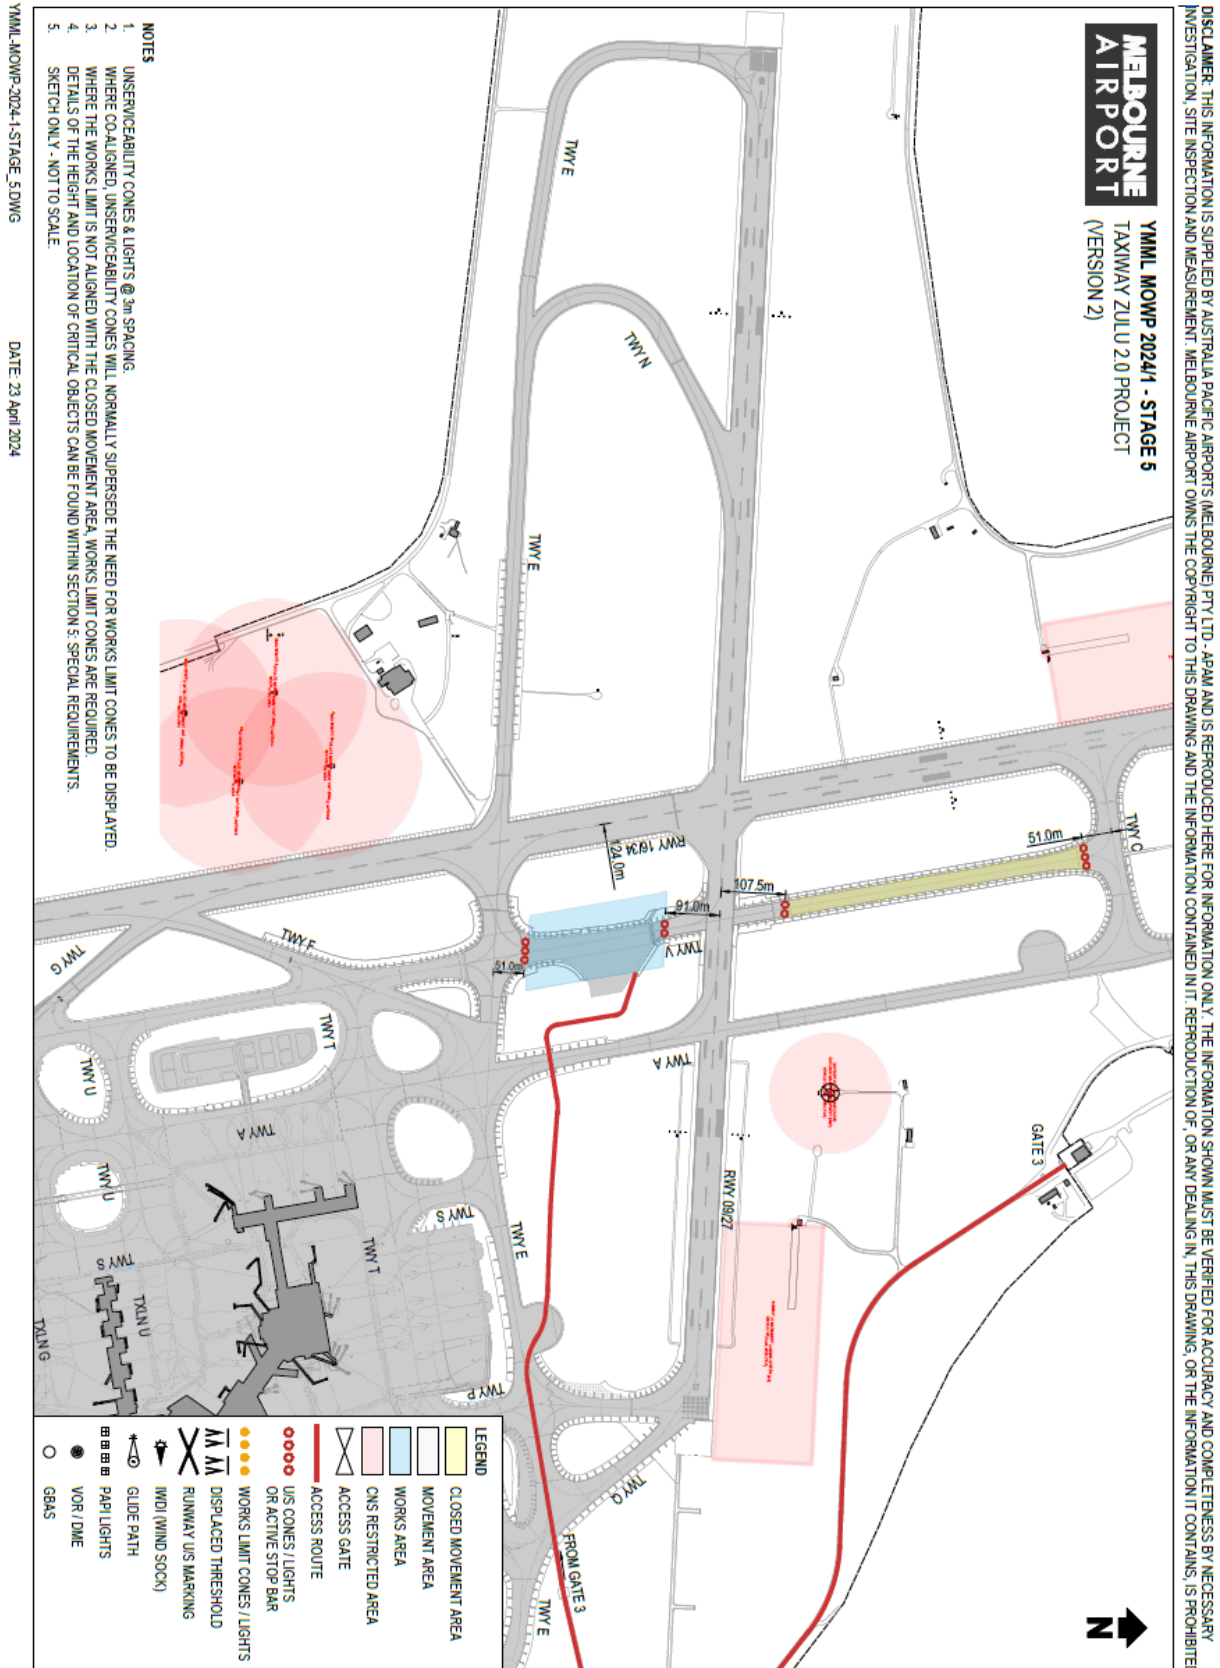 DISCLAIMER: THIS INFORMATION IS SUPPLIED BY AUSTRALIA PACIFIC AIRPORTS (MELBOURNE) PTY LTD - APAM AND IS REPRODUCED HERE FOR INFORMATION ONLY. THE INFORMATION SHOWN MUST BE VERIFIED FOR ACCURACY AND COMPLETENESS BY NECESSARY
INVESTIGATION, SITE INSPECTION AND MEASUREMENT. MELBOURNE AIRPORT OWNS THE COPYRIGHT TO THIS DRAWING AND THE INFORMATION CONTAINED IN IT. REPRODUCTION OF, OR ANY DEALING IN, THIS DRAWING, OR THE INFORMATION IT CONTAINS, IS PROHIBITED
MELBOURNE
AIRPORT
YMML MOWP 2024/1 - STAGE 5
TAXIWAY ZULU 2.0 PROJECT
(VERSION 2)
N
TWY E
TWY N
TWY E
TWY C
51.0m
107.5m
91.0m
124.0m
RWY 16/34
TWY V
51.0m
TWY F
TWY G
TWY A
TWY T
TWY U
TWY A
TWY U
TWY S
TWY S
TWY T
TWY E
TXLN U
TXLN G
TWY P
TWY Q
RWY 09/27
GATE 3
FROM GATE 3
TWY E
LEGEND
CLOSED MOVEMENT AREA
MOVEMENT AREA
WORKS AREA
CNS RESTRICTED AREA
ACCESS GATE
ACCESS ROUTE
U/S CONES / LIGHTS
OR ACTIVE STOP BAR
WORKS LIMIT CONES / LIGHTS
DISPLACED THRESHOLD
RUNWAY U/S MARKING
IWDI (WIND SOCK)
GLIDE PATH
PAPI LIGHTS
VOR / DME
GBAS
NOTES
1. UNSERVICEABILITY CONES & LIGHTS @ 3m SPACING.
2. WHERE CO-ALIGNED, UNSERVICEABILITY CONES WILL NORMALLY SUPERSEDE THE NEED FOR WORKS LIMIT CONES TO BE DISPLAYED.
3. WHERE THE WORKS LIMIT IS NOT ALIGNED WITH THE CLOSED MOVEMENT AREA, WORKS LIMIT CONES ARE REQUIRED.
4. DETAILS OF THE HEIGHT AND LOCATION OF CRITICAL OBJECTS CAN BE FOUND WITHIN SECTION 5: SPECIAL REQUIREMENTS.
5. SKETCH ONLY - NOT TO SCALE.
YMML-MOWP-2024-1-STAGE_5.DWG
DATE: 23 April 2024